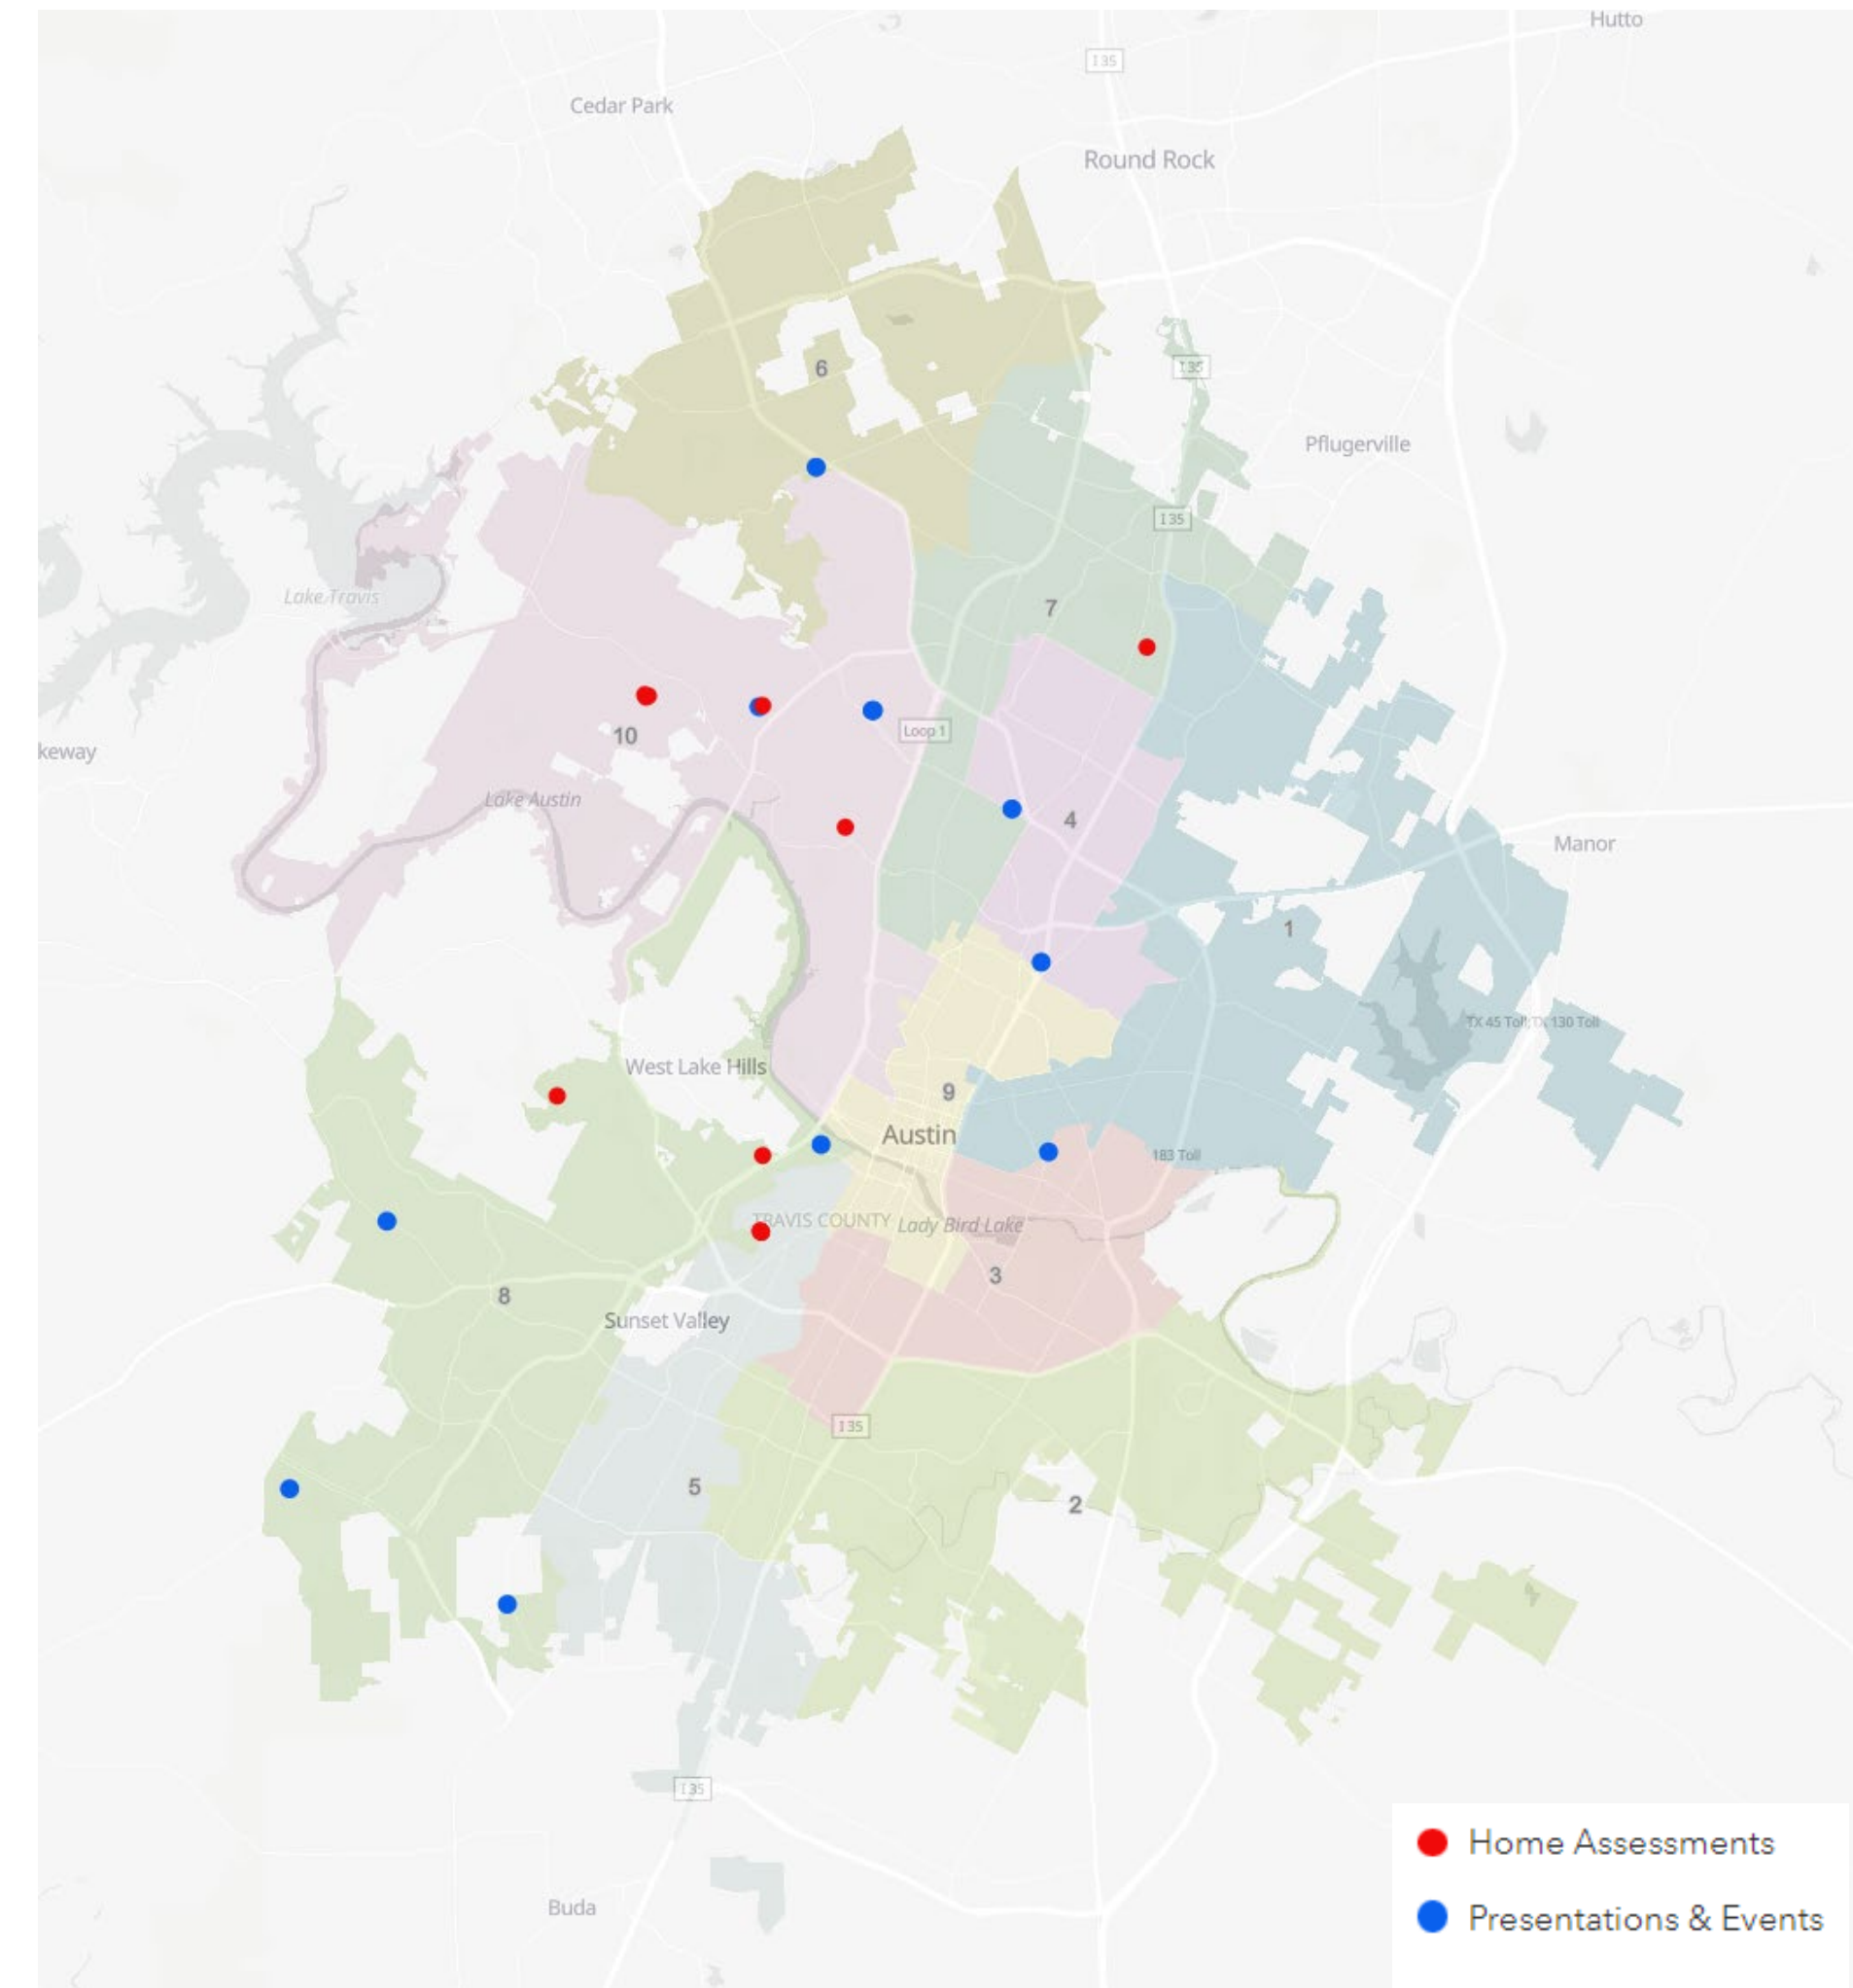 Hutto
I 35
Cedar Park
Round Rock
I 35
6
Pflugerville
I 35
Lake Travis
7
10
Loop 1
keway
Lake Austin
4
Manor
1
TX 45 Toll;TX 130 Toll
West Lake Hills
9
Austin
183 Toll
TRAVIS COUNTY
Lady Bird Lake
3
8
Sunset Valley
I 35
5
2
I 35
Home Assessments
Buda
Presentations & Events